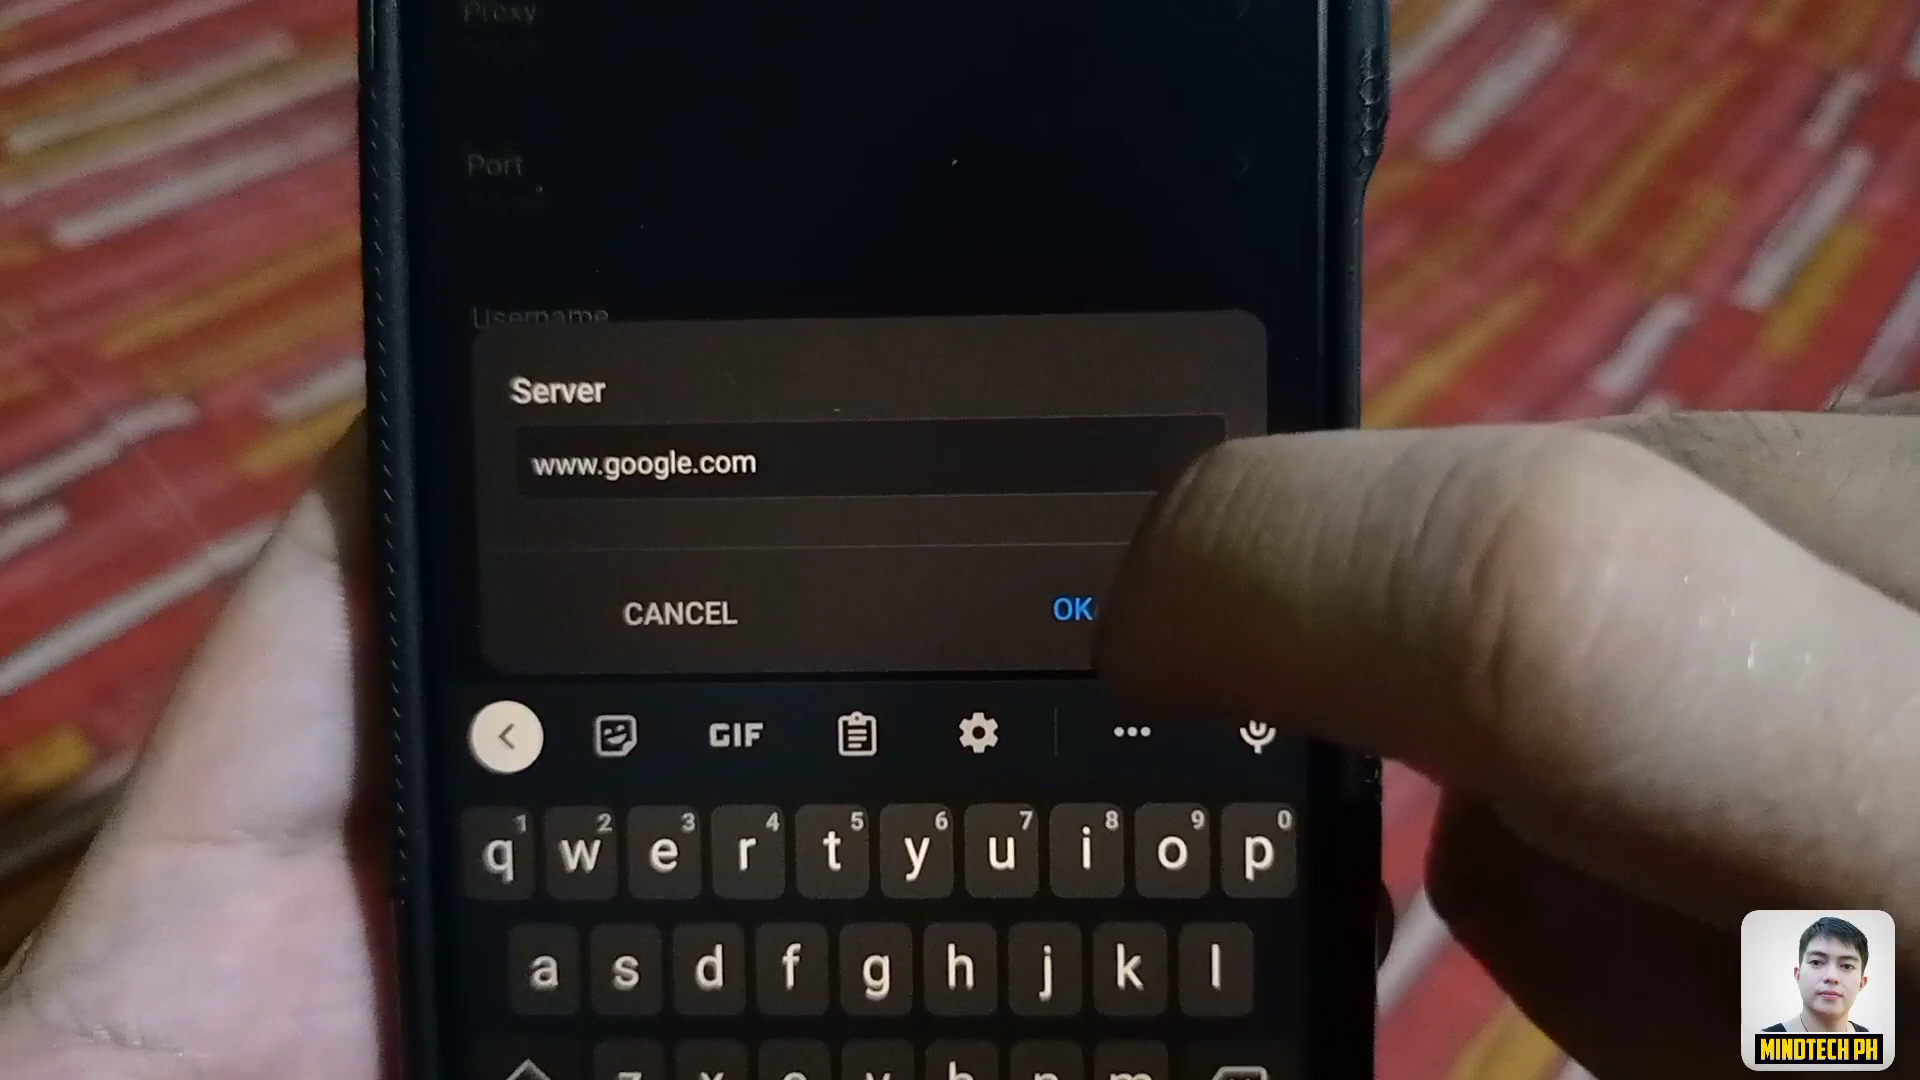 Proxy
Port
Username
Server
www.google.com
CANCEL
OK
GIF
1 2 3 4 5 6 7 8 9 0
q w e r t y u i o p
a s d f g h j k l
MINDTECH PH